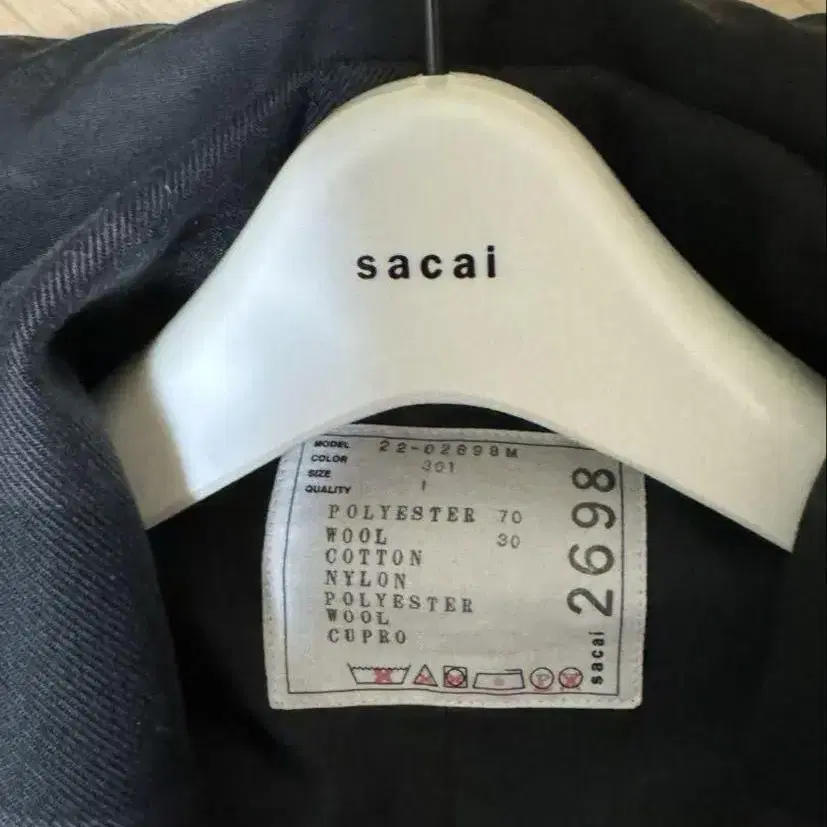 sacai
MODEL 22-02698M
COLOR 301
SIZE 1
QUALITY
POLYESTER 70
WOOL 30
COTTON
NYLON
POLYESTER
WOOL
CUPRO
P
sacai 2698